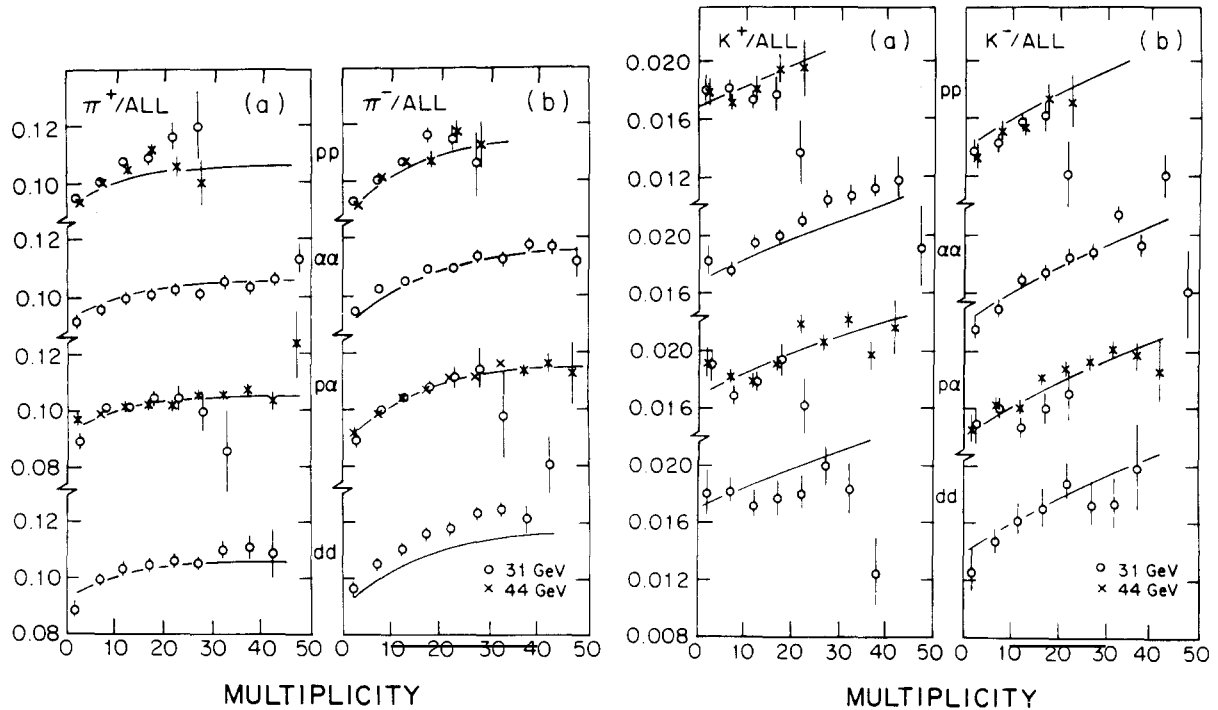 π⁺/ALL (a)
π⁻/ALL (b)
K⁺/ALL (a)
K⁻/ALL (b)
0.12
0.10
0.12
0.10
0.12
0.10
0.08
0.12
0.10
0.08
pp
αα
pα
dd
0.020
0.016
0.012
0.020
0.016
0.020
0.016
0.020
0.016
0.012
0.008
pp
αα
pα
dd
○ 31 GeV
× 44 GeV
○ 31 GeV
× 44 GeV
0 10 20 30 40 50
0 10 20 30 40 50
0 10 20 30 40 50
0 10 20 30 40 50
MULTIPLICITY
MULTIPLICITY